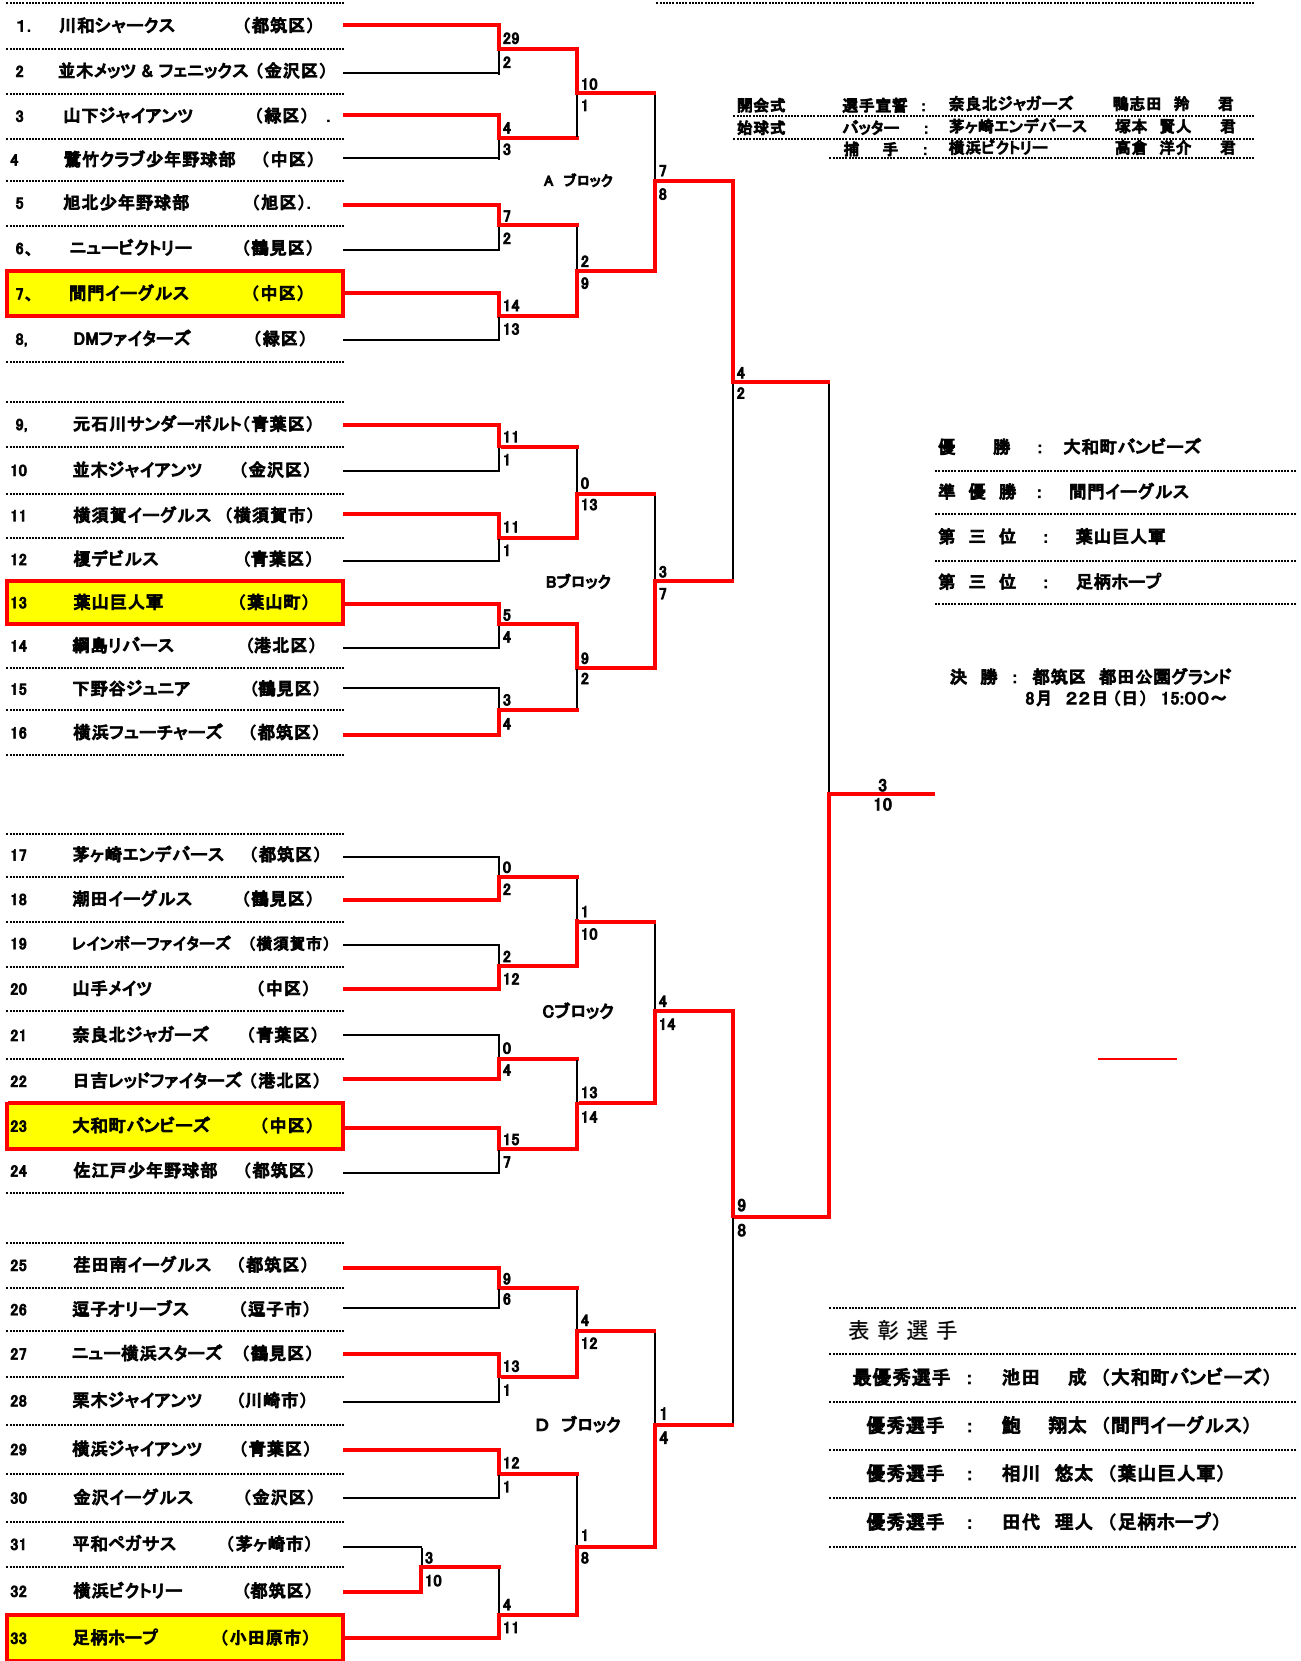 1. 川和シャークス （都筑区）
29
2 並木メッツ & フェニックス （金沢区）
2
10
3 山下ジャイアンツ （緑区） .
1
4
4 鷲竹クラブ少年野球部 （中区）
3
開会式 選手宣誓 : 奈良北ジャガーズ 鴨志田 羚 君
始球式 バッター : 茅ヶ崎エンデバース 塚本 賢人 君
捕 手 : 横浜ビクトリー 高倉 洋介 君
A ブロック
7
8
5 旭北少年野球部 （旭区）.
7
6、 ニュービクトリー （鶴見区）
2
2
9
7、 間門イーグルス （中区）
14
8, DMファイターズ （緑区）
13
4
2
9, 元石川サンダーボルト（青葉区）
11
10 並木ジャイアンツ （金沢区）
1
0
13
11 横須賀イーグルス （横須賀市）
11
12 榎デビルス （青葉区）
1
Bブロック
3
7
13 葉山巨人軍 （葉山町）
5
14 綱島リバース （港北区）
4
9
2
15 下野谷ジュニア （鶴見区）
3
16 横浜フューチャーズ （都筑区）
4
優 勝 : 大和町バンビーズ
準 優 勝 : 間門イーグルス
第 三 位 : 葉山巨人軍
第 三 位 : 足柄ホープ
決 勝 : 都筑区 都田公園グランド
8月 22日（日） 15:00～
3
10
17 茅ヶ崎エンデバース （都筑区）
0
18 潮田イーグルス （鶴見区）
2
1
10
19 レインボーファイターズ （横須賀市）
2
20 山手メイツ （中区）
12
Cブロック
4
14
21 奈良北ジャガーズ （青葉区）
0
22 日吉レッドファイターズ （港北区）
4
13
14
23 大和町バンビーズ （中区）
15
24 佐江戸少年野球部 （都筑区）
7
9
8
25 荏田南イーグルス （都筑区）
9
26 逗子オリーブス （逗子市）
6
4
12
27 ニュー横浜スターズ （鶴見区）
13
28 栗木ジャイアンツ （川崎市）
1
D ブロック
1
4
29 横浜ジャイアンツ （青葉区）
12
30 金沢イーグルス （金沢区）
1
1
8
31 平和ペガサス （茅ヶ崎市）
3
32 横浜ビクトリー （都筑区）
10
4
11
33 足柄ホープ （小田原市）
表 彰 選 手
最優秀選手 : 池田 成 （大和町バンビーズ）
優秀選手 : 鮑 翔太 （間門イーグルス）
優秀選手 : 相川 悠太 （葉山巨人軍）
優秀選手 : 田代 理人 （足柄ホープ）